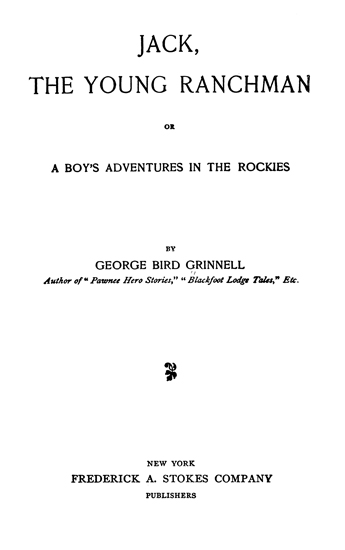 JACK,
THE YOUNG RANCHMAN
OR
A BOY'S ADVENTURES IN THE ROCKIES
BY
GEORGE BIRD GRINNELL
Author of "Pawnee Hero Stories," "Blackfoot Lodge Tales," Etc.
NEW YORK
FREDERICK A. STOKES COMPANY
PUBLISHERS